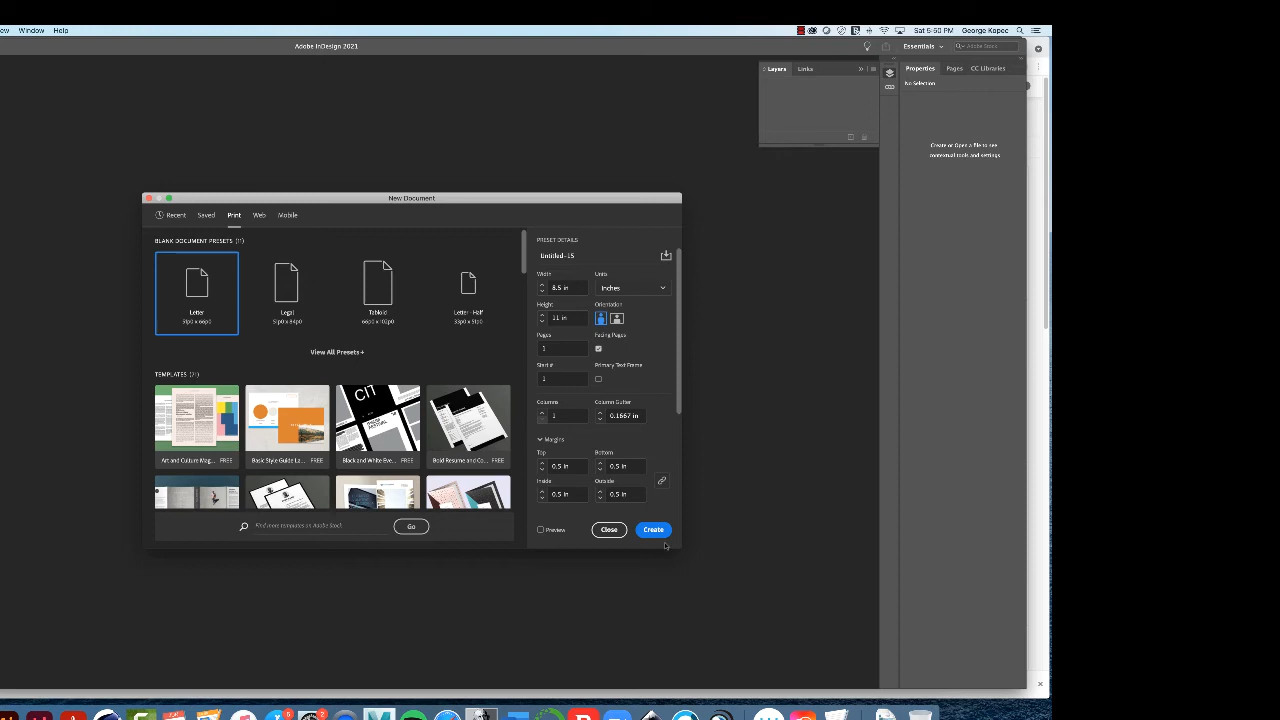 ew Window Help Sat 5:50 PM George Kopec
Adobe InDesign 2021 Essentials Adobe Stock
Layers Links Properties Pages CC Libraries
No Selection
Create or Open a file to see
contextual tools and settings
New Document
Recent Saved Print Web Mobile
BLANK DOCUMENT PRESETS (11)
Letter Legal Tabloid Letter - Half
51p0 x 66p0 51p0 x 84p0 66p0 x 102p0 33p0 x 51p0
View All Presets+
TEMPLATES (21)
CIT
Art and Culture Mag... FREE Basic Style Guide La... FREE Black and White Eve... FREE Bold Resume and Co... FREE
Find more templates on Adobe Stock Go
PRESET DETAILS
Untitled-15
Width Units
8.5 in Inches
Height Orientation
11 in
Pages Facing Pages
1
Start # Primary Text Frame
1
Columns Column Gutter
1 0.1667 in
Margins
Top Bottom
0.5 in 0.5 in
Inside Outside
0.5 in 0.5 in
Preview Close Create